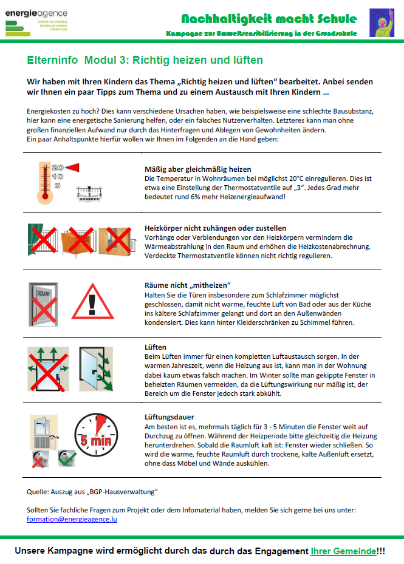 energieagence
Nachhaltigkeit macht Schule
Kampagne zur Umweltsensibilisierung in der Grundschule
Elterninfo Modul 3: Richtig heizen und lüften
Wir haben mit Ihren Kindern das Thema „Richtig heizen und lüften" bearbeitet. Anbei senden
wir Ihnen ein paar Tipps zum Thema und zu einem Austausch mit Ihren Kindern …
Energiekosten zu hoch? Dies kann verschiedene Ursachen haben, wie beispielsweise eine schlechte Bausubstanz,
hier kann eine energetische Sanierung helfen, oder ein falsches Nutzerverhalten. Letzteres kann man ohne
großen finanziellen Aufwand nur durch das Hinterfragen und Ablegen von Gewohnheiten ändern.
Ein paar Anhaltspunkte hierfür wollen wir Ihnen im Folgenden an die Hand geben:
20
10
0
Mäßig aber gleichmäßig heizen
Die Temperatur in Wohnräumen bei möglichst 20°C einregulieren. Dies ist
etwa eine Einstellung der Thermostatventile auf „3". Jedes Grad mehr
bedeutet rund 6% mehr Heizenergieaufwand!
Heizkörper nicht zuhängen oder zustellen
Vorhänge oder Verblendungen vor den Heizkörpern vermindern die
Wärmeabstrahlung in den Raum und erhöhen die Heizkostenabrechnung.
Verdeckte Thermostatventile können nicht richtig regulieren.
Räume nicht „mitheizen"
Halten Sie die Türen insbesondere zum Schlafzimmer möglichst
geschlossen, damit nicht warme, feuchte Luft von Bad oder aus der Küche
ins kältere Schlafzimmer gelangt und dort an den Außenwänden
kondensiert. Dies kann hinter Kleiderschränken zu Schimmel führen.
Lüften
Beim Lüften immer für einen kompletten Luftaustausch sorgen. In der
warmen Jahreszeit, wenn die Heizung aus ist, kann man in der Wohnung
dabei kaum etwas falsch machen. Im Winter sollte man gekippte Fenster in
beheizten Räumen vermeiden, da die Lüftungswirkung nur mäßig ist, der
Bereich um die Fenster jedoch stark abkühlt.
5 min
Lüftungsdauer
Am besten ist es, mehrmals täglich für 3 - 5 Minuten die Fenster weit auf
Durchzug zu öffnen. Während der Heizperiode bitte gleichzeitig die Heizung
herunterdrehen. Sobald die Raumluft kalt ist: Fenster wieder schließen. So
wird die warme, feuchte Raumluft durch trockene, kalte Außenluft ersetzt,
ohne dass Möbel und Wände auskühlen.
Quelle: Auszug aus „BGP-Hausverwaltung"
Sollten Sie fachliche Fragen zum Projekt oder dem Infomaterial haben, melden Sie sich gerne bei uns unter:
formation@energieagence.lu
Unsere Kampagne wird ermöglicht durch das durch das Engagement Ihrer Gemeinde!!!